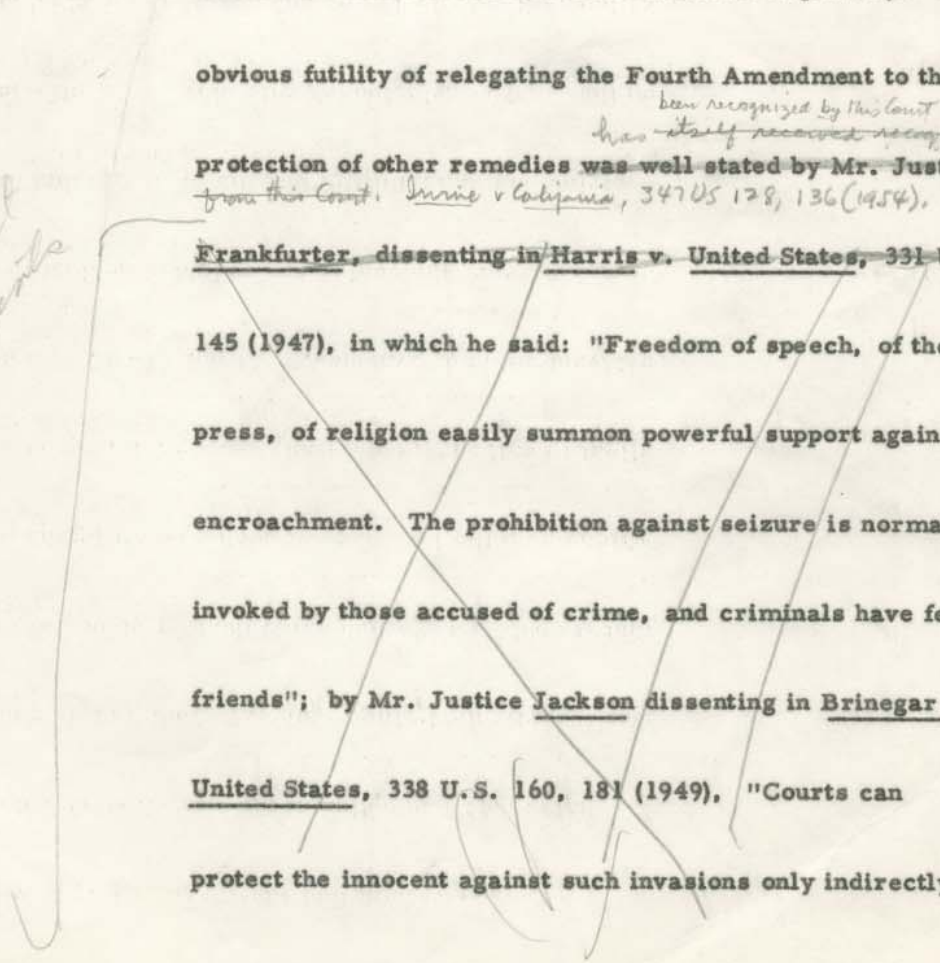 obvious futility of relegating the Fourth Amendment to th
been recognized by this Court
has itself received recog
protection of other remedies was well stated by Mr. Jus
from this Court. Irvine v California, 347 US 128, 136 (1954).
Frankfurter, dissenting in Harris v. United States, 331
145 (1947), in which he said: "Freedom of speech, of the
press, of religion easily summon powerful support again
encroachment. The prohibition against seizure is norma
invoked by those accused of crime, and criminals have fe
friends"; by Mr. Justice Jackson dissenting in Brinegar
United States, 338 U.S. 160, 181 (1949), "Courts can
protect the innocent against such invasions only indirectly